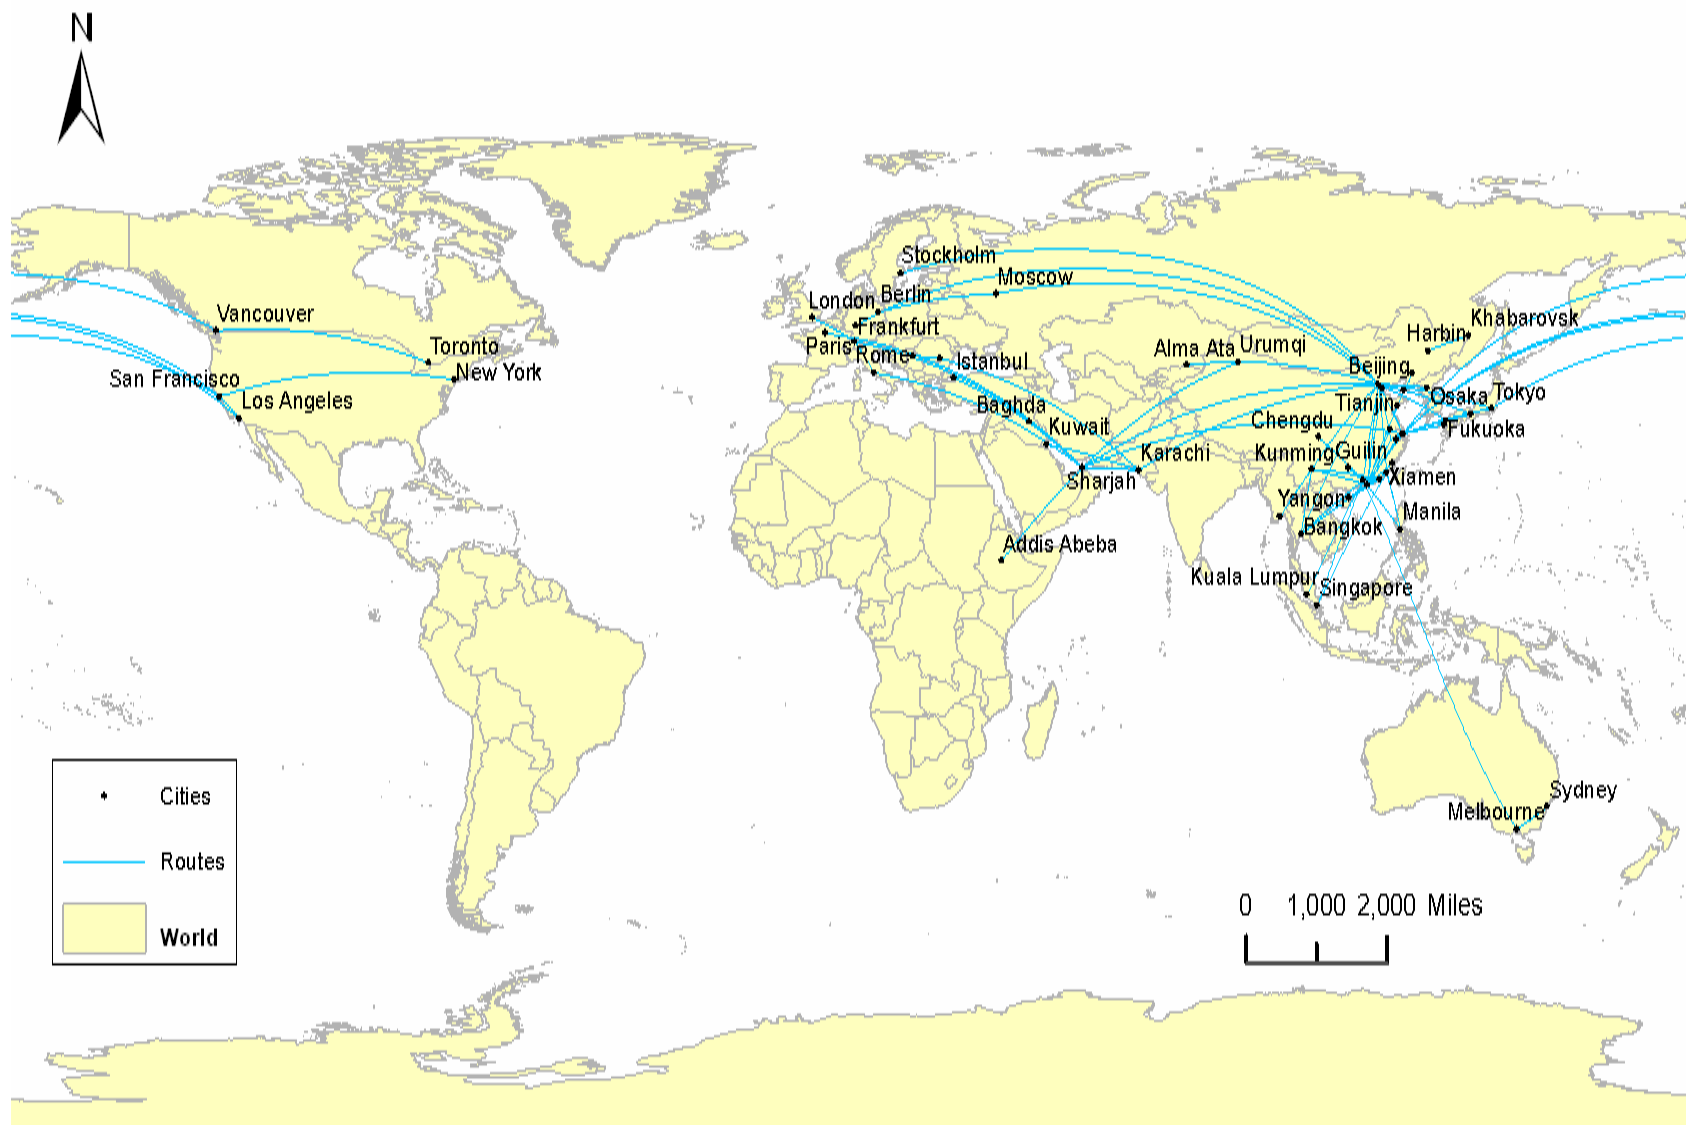 N
Stockholm
Moscow
London
Berlin
Vancouver
Frankfurt
Khabarovsk
Harbin
Toronto
Paris
Rome
Istanbul
Alma Ata
Urumqi
Beijing
San Francisco
New York
Los Angeles
Baghda
Kuwait
Tianjin
Osaka
Tokyo
Chengdu
Fukuoka
Karachi
Kunming
Guilin
Sharjah
Xiamen
Yangon
Manila
Bangkok
Addis Abeba
Kuala Lumpur
Singapore
Sydney
Melbourne
Cities
Routes
World
0 1,000 2,000 Miles